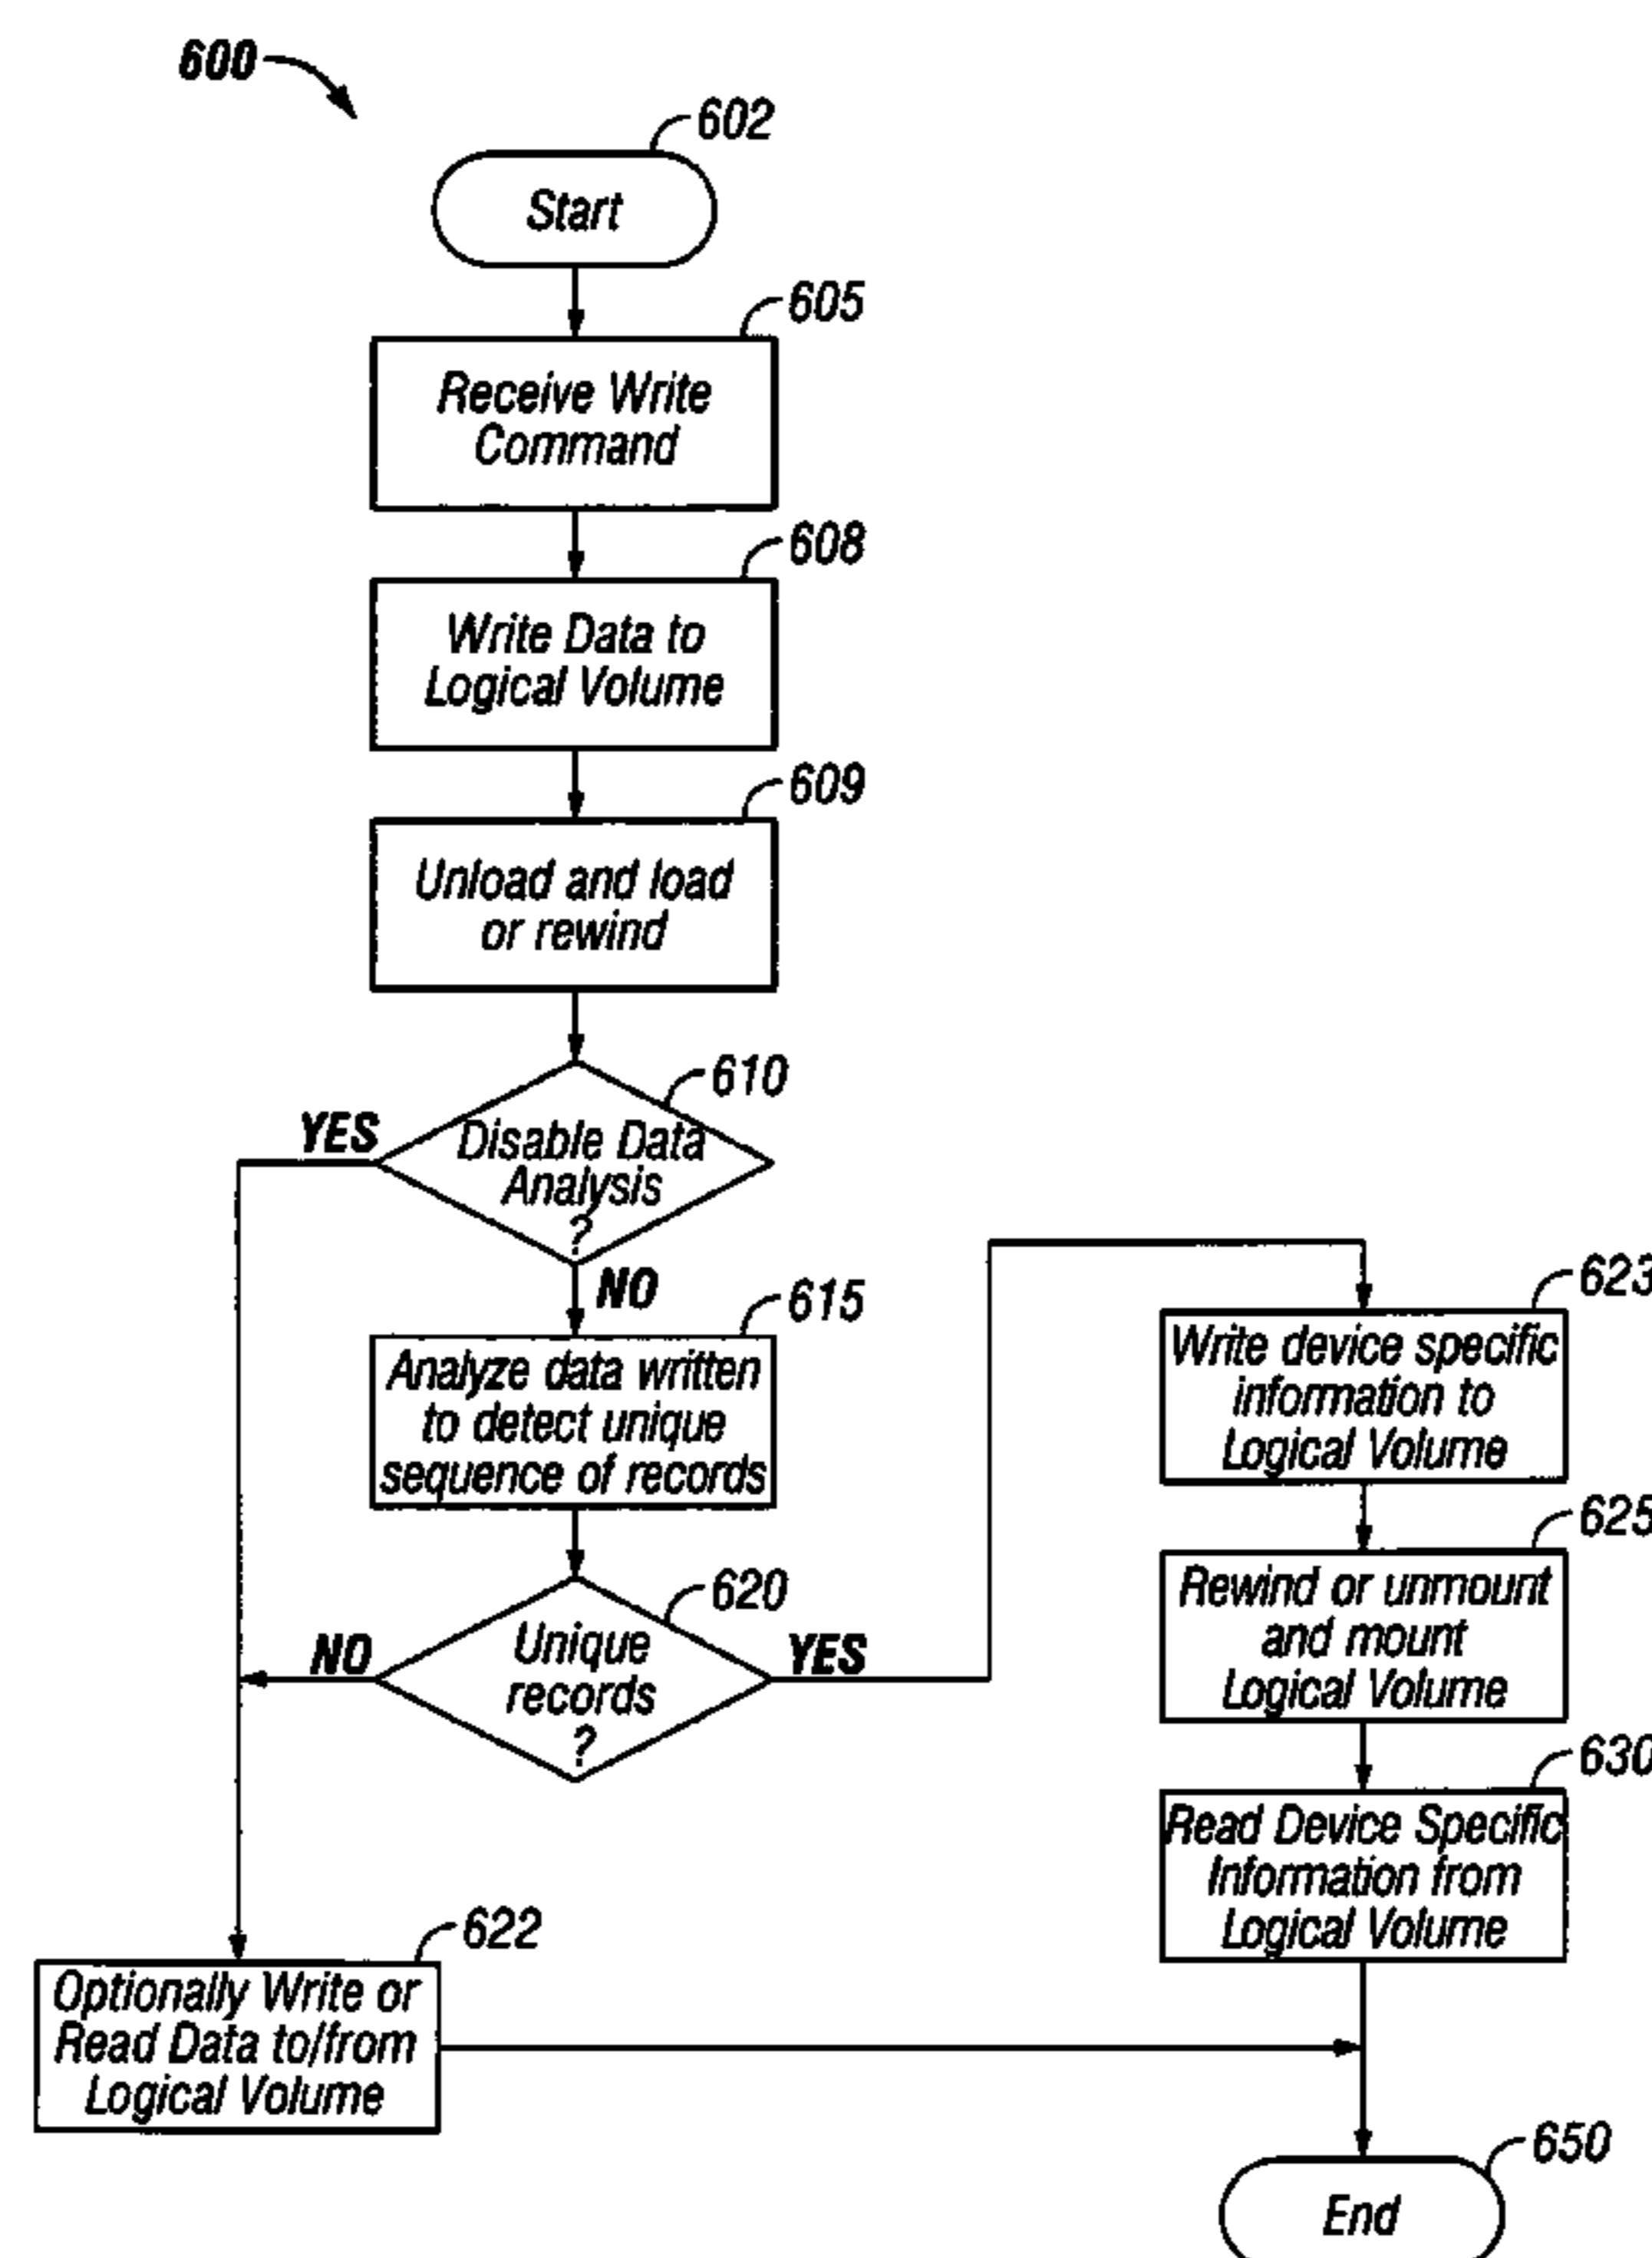 600
602
Start
605
Receive Write
Command
608
Write Data to
Logical Volume
609
Unload and load
or rewind
610
YES
Disable Data
Analysis
?
NO
615
Analyze data written
to detect unique
sequence of records
620
NO
Unique
records
?
YES
623
Write device specific
information to
Logical Volume
625
Rewind or unmount
and mount
Logical Volume
630
Read Device Specific
Information from
Logical Volume
622
Optionally Write or
Read Data to/from
Logical Volume
650
End